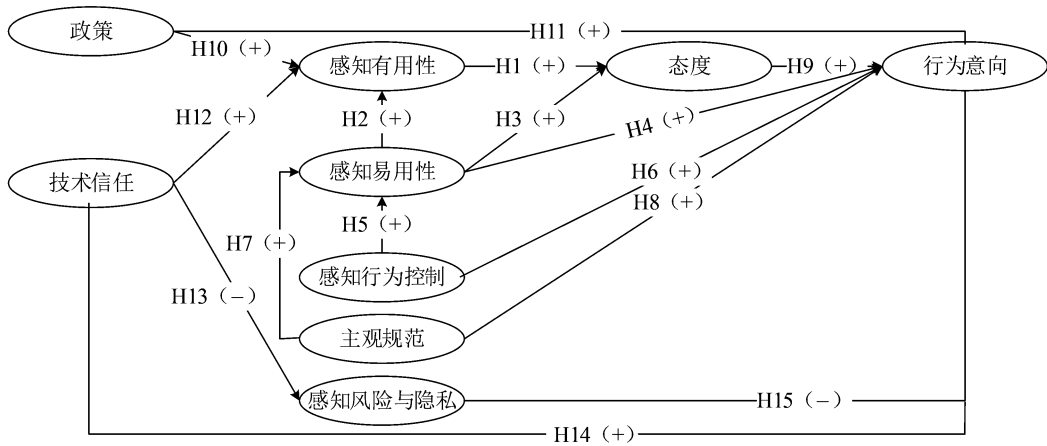 政策
H11（+）
H10（+）
感知有用性
H1（+）
态度
H9（+）
行为意向
H12（+）
H2（+）
H3（+）
H4（+）
技术信任
感知易用性
H6（+）
H8（+）
H5（+）
H7（+）
感知行为控制
H13（−）
主观规范
感知风险与隐私
H15（−）
H14（+）